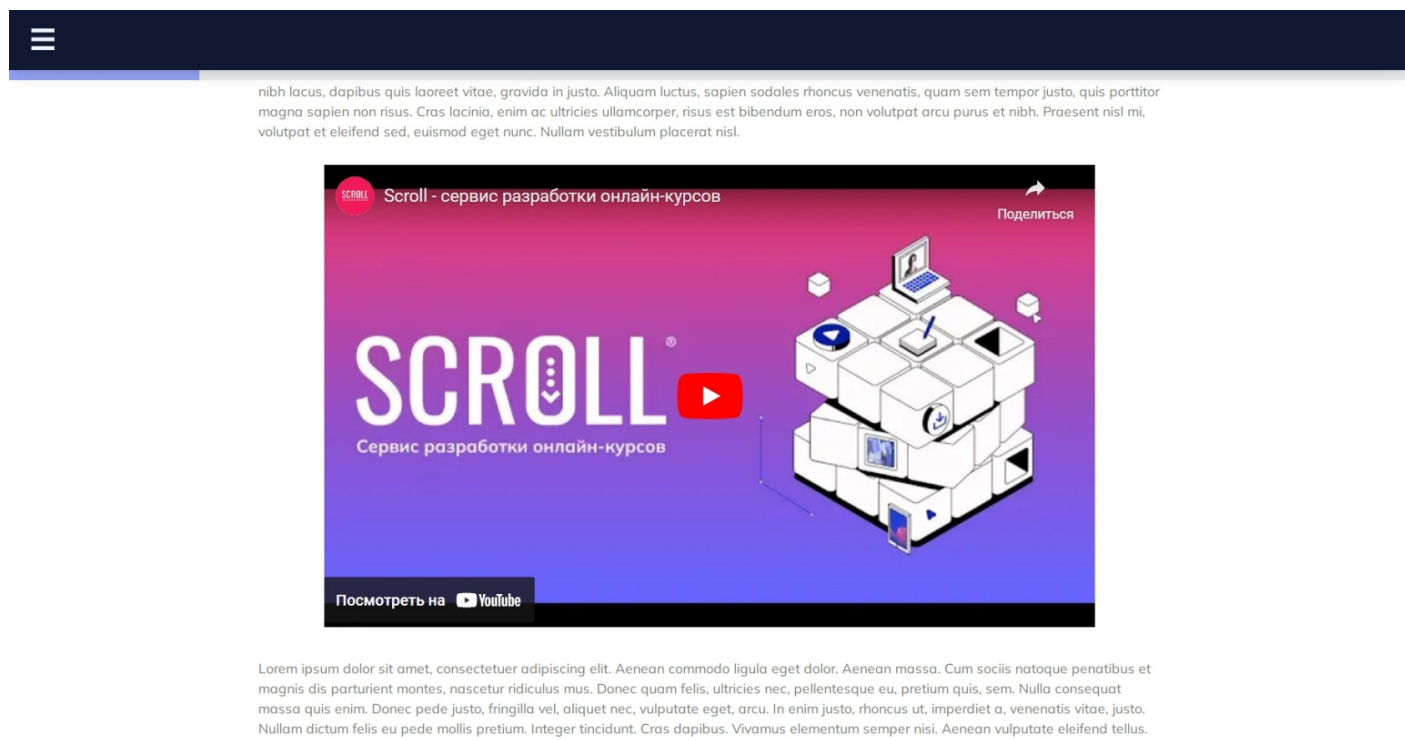 nibh lacus, dapibus quis laoreet vitae, gravida in justo. Aliquam luctus, sapien sodales rhoncus venenatis, quam sem tempor justo, quis porttitor
magna sapien non risus. Cras lacinia, enim ac ultricies ullamcorper, risus est bibendum eros, non volutpat arcu purus et nibh. Praesent nisl mi,
volutpat et eleifend sed, euismod eget nunc. Nullam vestibulum placerat nisl.
SCROLL
Scroll - сервис разработки онлайн-курсов
Поделиться
SCROLL®
Сервис разработки онлайн-курсов
Посмотреть на YouTube
Lorem ipsum dolor sit amet, consectetuer adipiscing elit. Aenean commodo ligula eget dolor. Aenean massa. Cum sociis natoque penatibus et
magnis dis parturient montes, nascetur ridiculus mus. Donec quam felis, ultricies nec, pellentesque eu, pretium quis, sem. Nulla consequat
massa quis enim. Donec pede justo, fringilla vel, aliquet nec, vulputate eget, arcu. In enim justo, rhoncus ut, imperdiet a, venenatis vitae, justo.
Nullam dictum felis eu pede mollis pretium. Integer tincidunt. Cras dapibus. Vivamus elementum semper nisi. Aenean vulputate eleifend tellus.